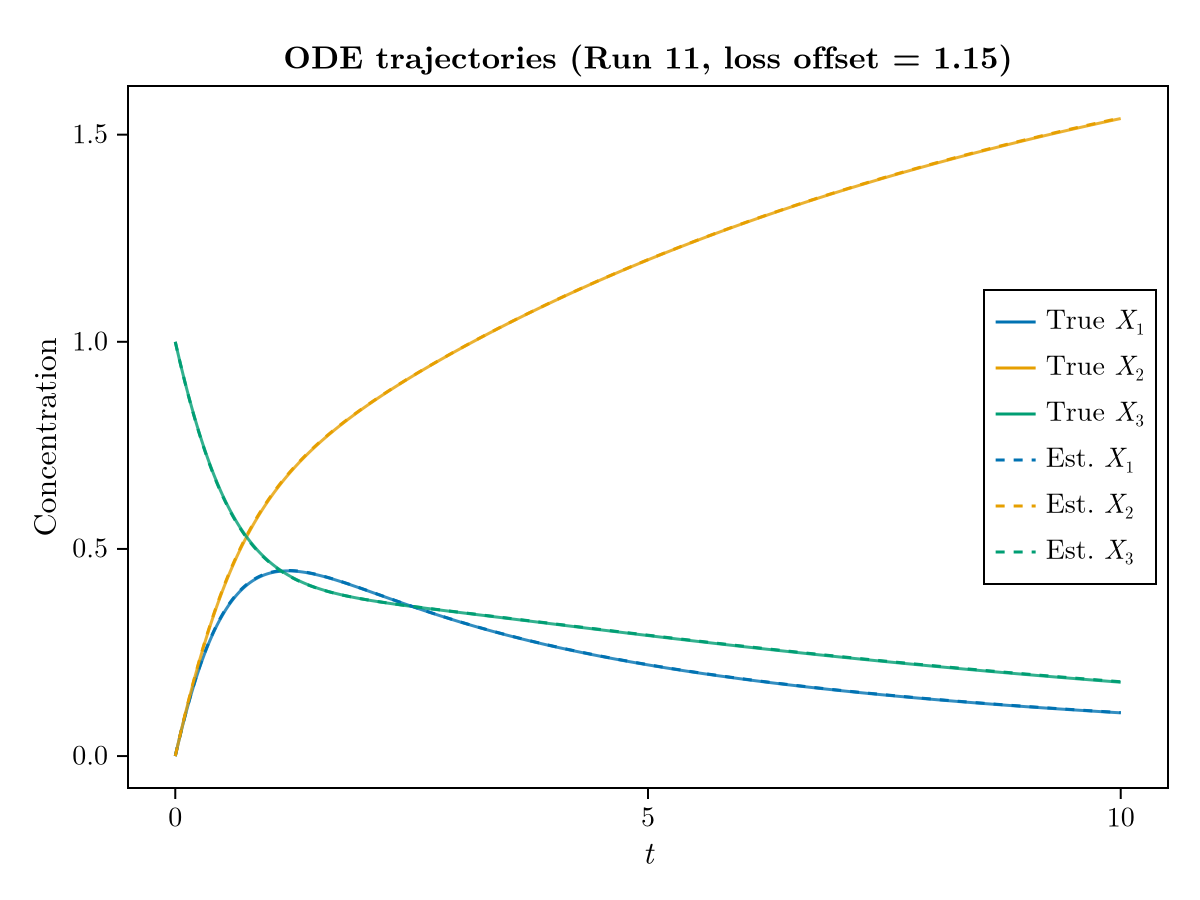 ODE trajectories (Run 11, loss offset = 1.15)
Concentration
1.5
1.0
0.5
0.0
0
5
10
t
True X₁
True X₂
True X₃
Est. X₁
Est. X₂
Est. X₃